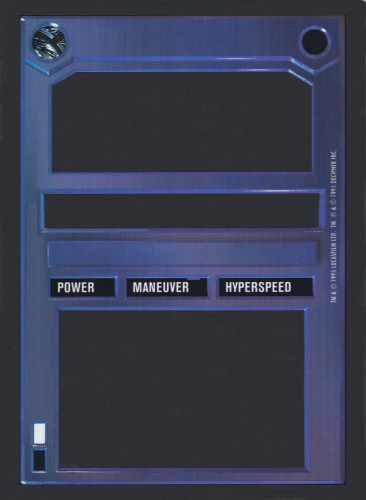 POWER
MANEUVER
HYPERSPEED
TM & © 1995 LUCASFILM LTD. TM, ® & © 1995 DECIPHER INC.